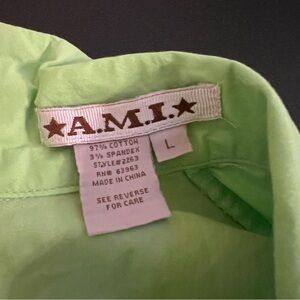 ★A.M.I.★
L
97% COTTON
3% SPANDEX
STYLE#2263
RN# 63963
MADE IN CHINA
SEE REVERSE
FOR CARE